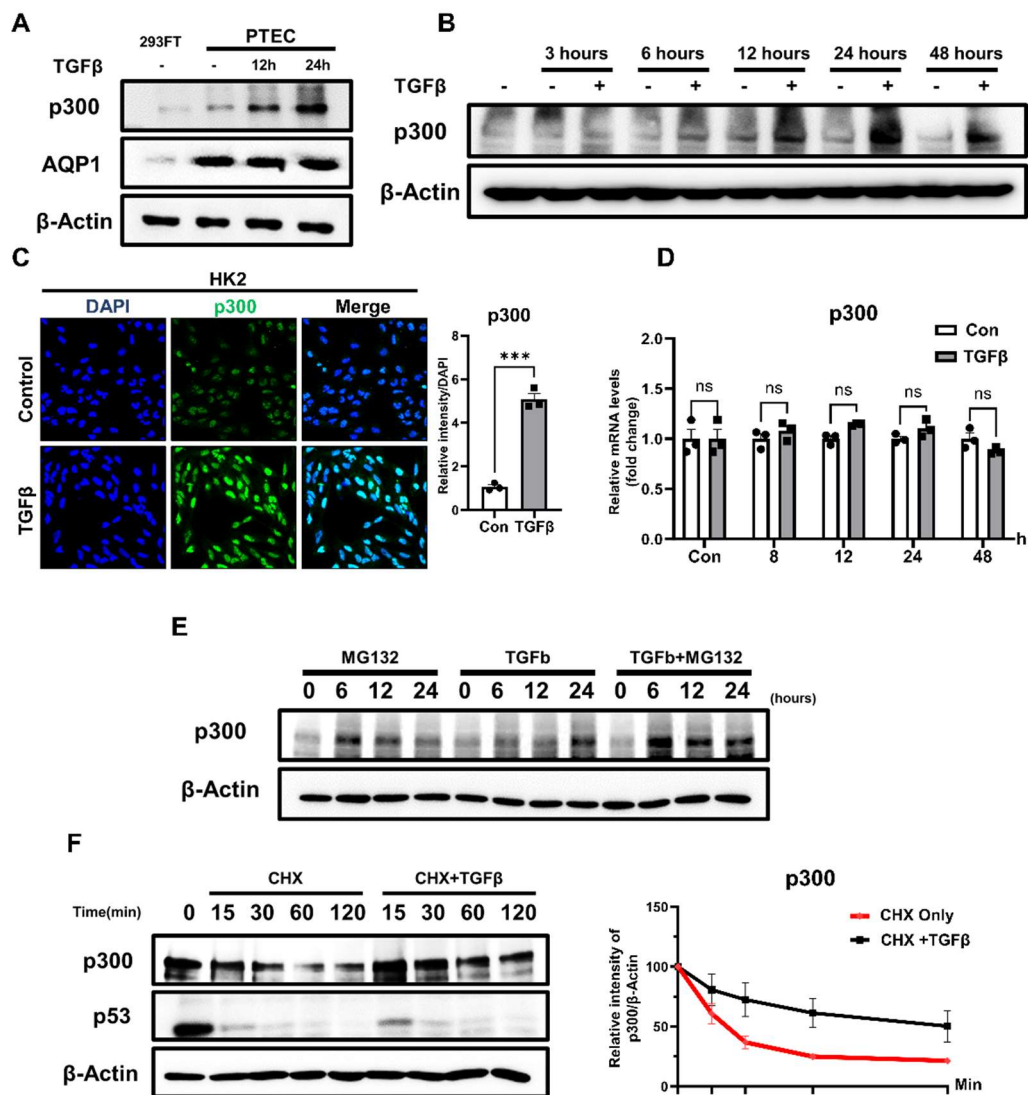 A
293FT
PTEC
TGFβ
-
-
12h
24h
p300
AQP1
β-Actin
B
3 hours
6 hours
12 hours
24 hours
48 hours
TGFβ
-
-
+
-
+
-
+
-
+
-
+
p300
β-Actin
C
HK2
DAPI
p300
Merge
Control
TGFβ
p300
Relative intensity/DAPI
8
6
4
2
0
***
Con
TGFβ
D
p300
Con
TGFβ
Relative mRNA levels
(fold change)
2.0
1.5
1.0
0.5
0.0
ns
ns
ns
ns
ns
Con
8
12
24
48
h
E
MG132
TGFb
TGFb+MG132
0 6 12 24 0 6 12 24 0 6 12 24
(hours)
p300
β-Actin
F
CHX
CHX+TGFβ
Time(min)
0 15 30 60 120 15 30 60 120
p300
p53
β-Actin
p300
CHX Only
CHX +TGFβ
Relative intensity of
p300/β-Actin
150
100
50
0
Min